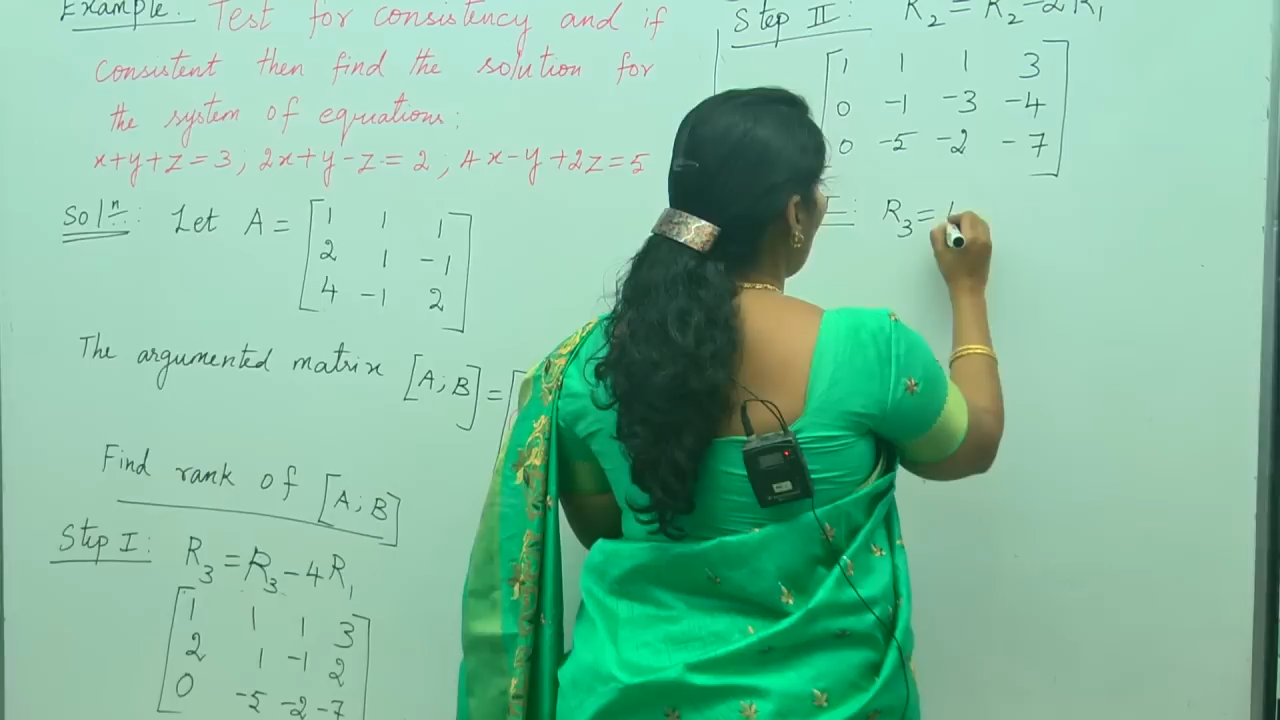 Example: Test for consistency and if
consistent then find the solution for
the system of equations:
x+y+z=3; 2x+y-z=2; 4x-y+2z=5
Solⁿ: Let A = [1 1 1
2 1 -1
4 -1 2]
The argumented matrix [A;B] = [
Find rank of [A;B]
Step I: R₃=R₃-4R₁
[1 1 1 3
2 1 -1 2
0 -5 -2 -7]
Step II: R₂=R₂-2R₁
[1 1 1 3
0 -1 -3 -4
0 -5 -2 -7]
: R₃=